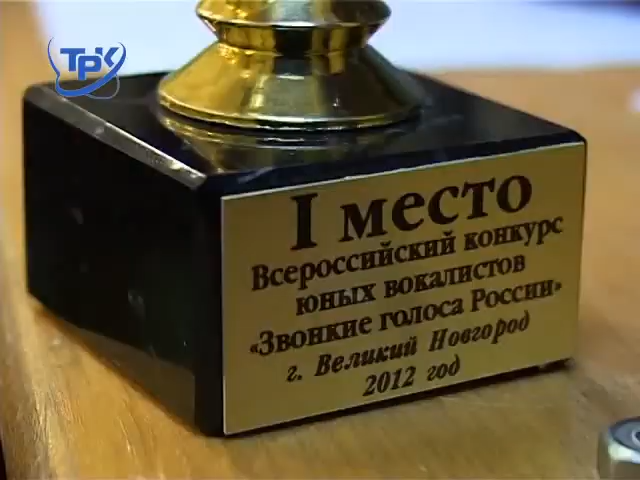 ТРК
I место
Всероссийский конкурс
юных вокалистов
«Звонкие голоса России»
г. Великий Новгород
2012 год